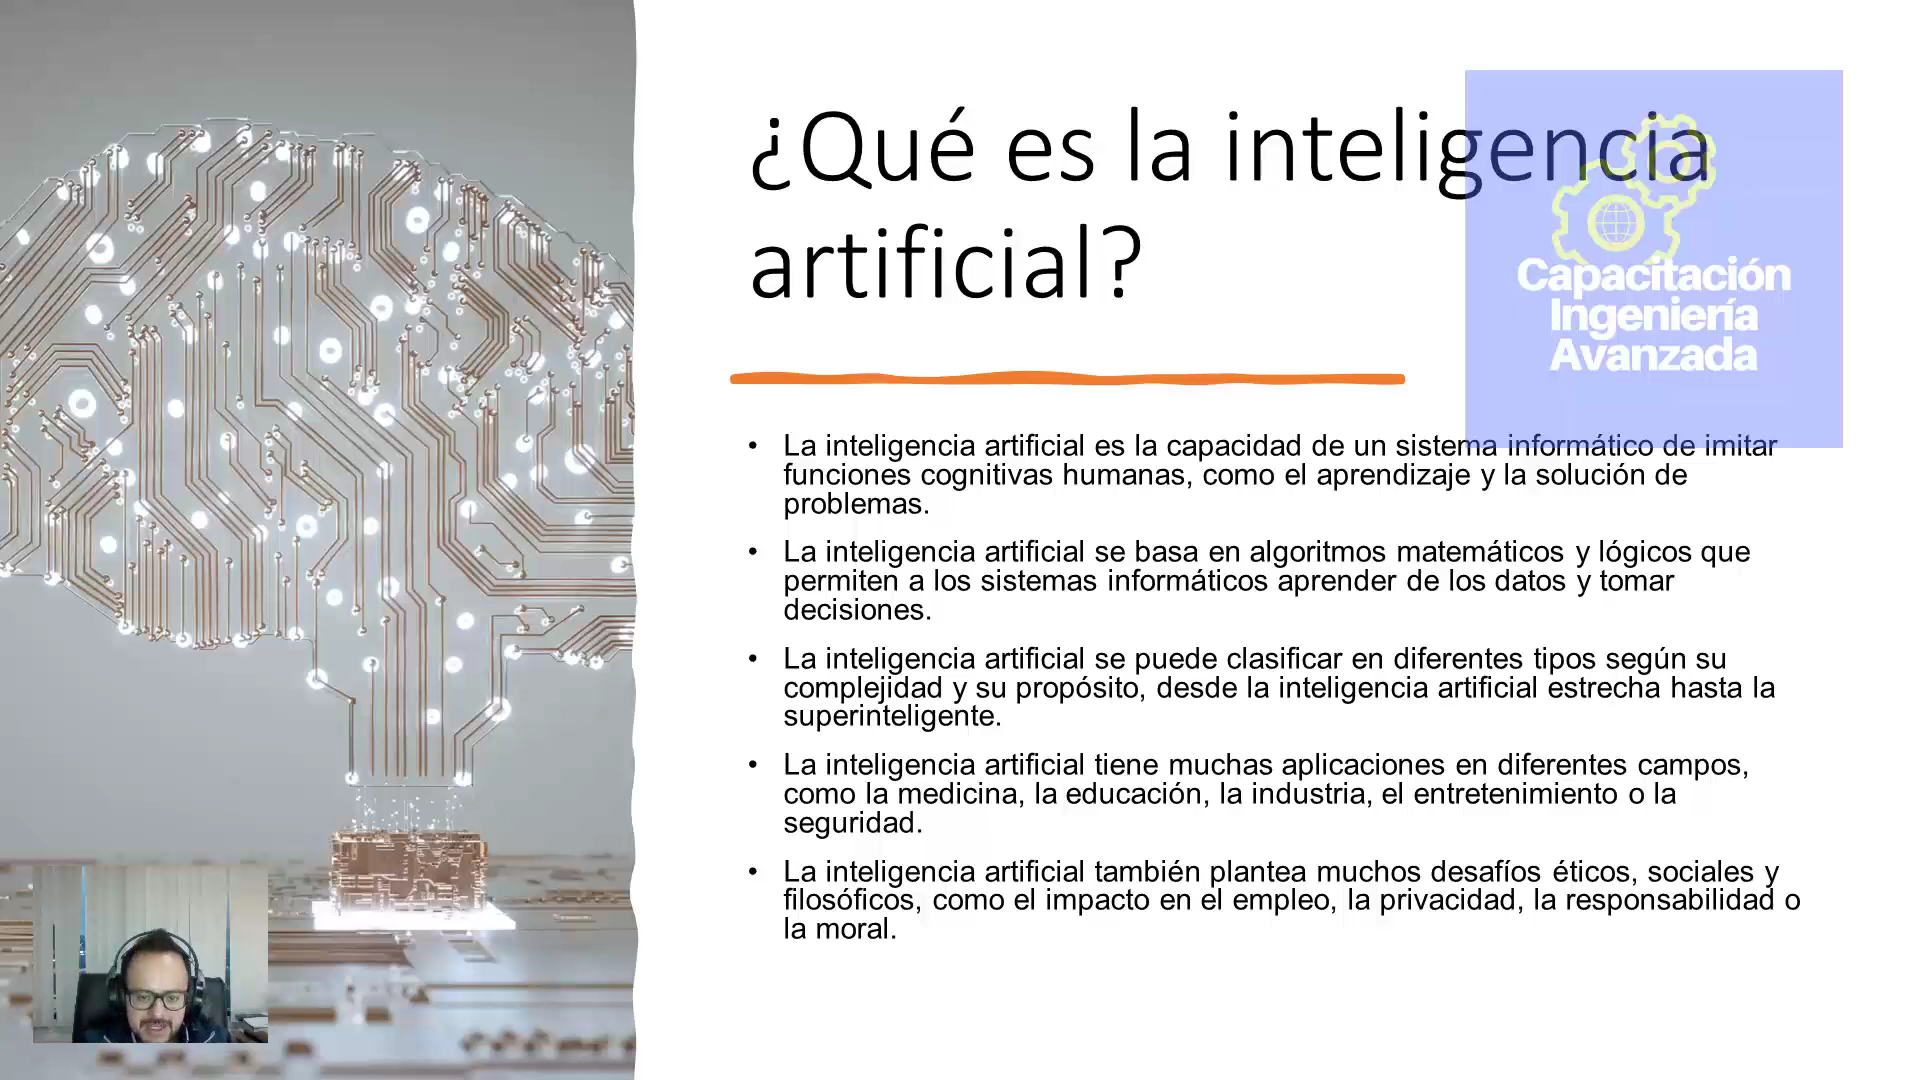 ¿Qué es la inteligencia
artificial?
Capacitación
Ingeniería
Avanzada
• La inteligencia artificial es la capacidad de un sistema informático de imitar
funciones cognitivas humanas, como el aprendizaje y la solución de
problemas.
• La inteligencia artificial se basa en algoritmos matemáticos y lógicos que
permiten a los sistemas informáticos aprender de los datos y tomar
decisiones.
• La inteligencia artificial se puede clasificar en diferentes tipos según su
complejidad y su propósito, desde la inteligencia artificial estrecha hasta la
superinteligente.
• La inteligencia artificial tiene muchas aplicaciones en diferentes campos,
como la medicina, la educación, la industria, el entretenimiento o la
seguridad.
• La inteligencia artificial también plantea muchos desafíos éticos, sociales y
filosóficos, como el impacto en el empleo, la privacidad, la responsabilidad o
la moral.